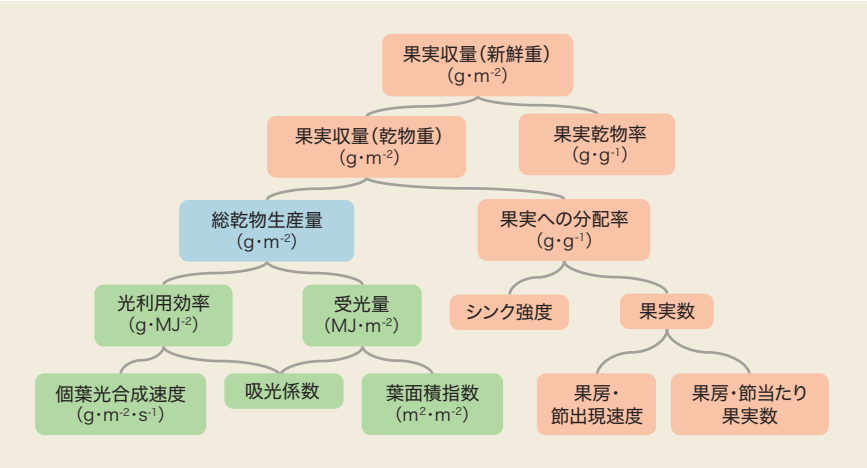 果実収量（新鮮重）
（g・m⁻²）
果実収量（乾物重）
（g・m⁻²）
果実乾物率
（g・g⁻¹）
総乾物生産量
（g・m⁻²）
果実への分配率
（g・g⁻¹）
光利用効率
（g・MJ⁻²）
受光量
（MJ・m⁻²）
シンク強度
果実数
個葉光合成速度
（g・m⁻²・s⁻¹）
吸光係数
葉面積指数
（m²・m⁻²）
果房・
節出現速度
果房・節当たり
果実数